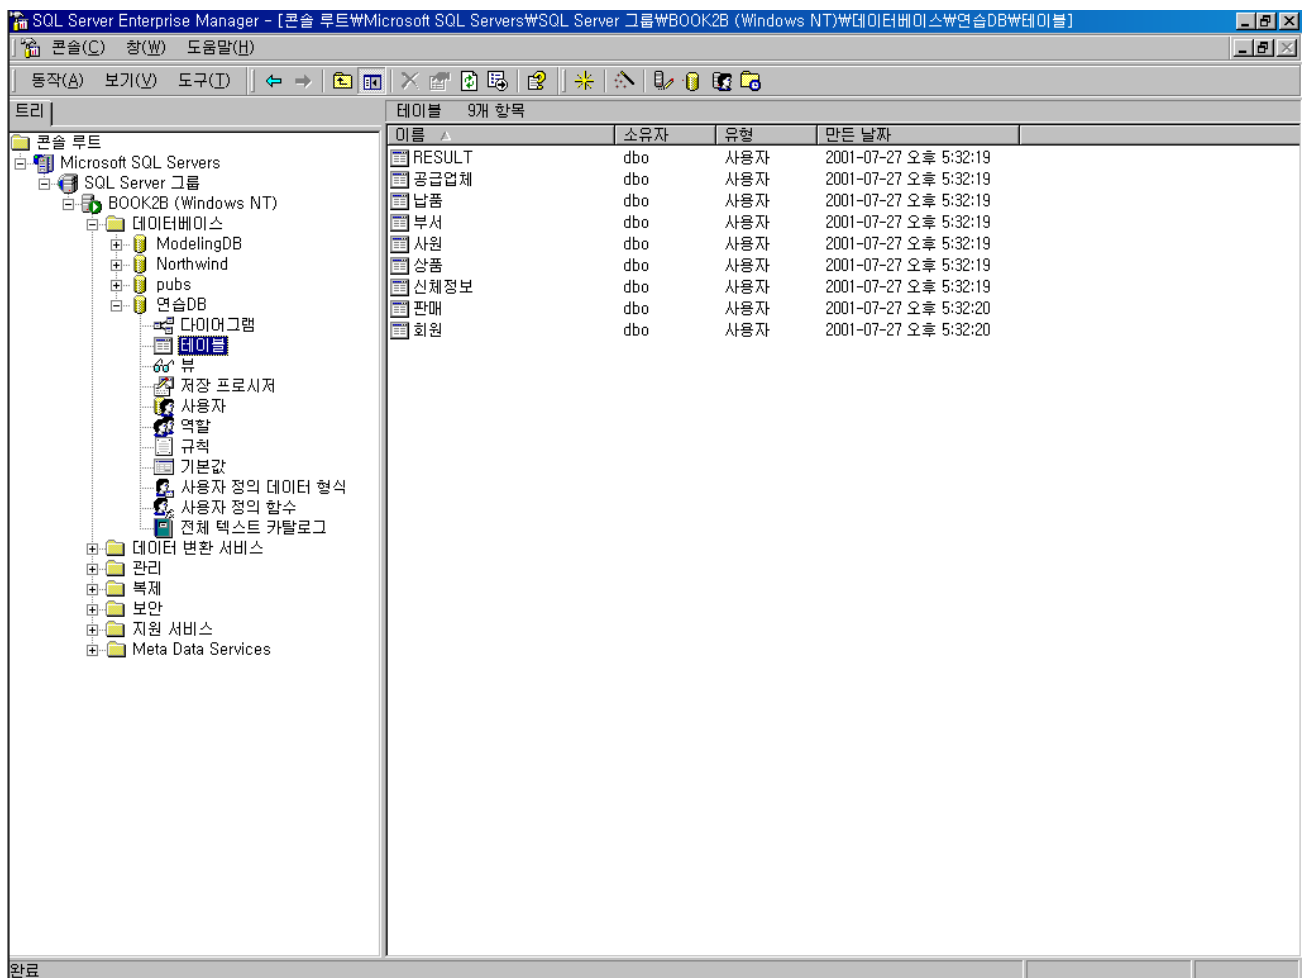 SQL Server Enterprise Manager - [콘솔 루트₩Microsoft SQL Servers₩SQL Server 그룹₩BOOK2B (Windows NT)₩데이터베이스₩연습DB₩테이블]
콘솔(C) 창(W) 도움말(H)
동작(A) 보기(V) 도구(T)
트리
테이블 9개 항목
콘솔 루트
Microsoft SQL Servers
SQL Server 그룹
BOOK2B (Windows NT)
데이터베이스
ModelingDB
Northwind
pubs
연습DB
다이어그램
테이블
뷰
저장 프로시저
사용자
역할
규칙
기본값
사용자 정의 데이터 형식
사용자 정의 함수
전체 텍스트 카탈로그
데이터 변환 서비스
관리
복제
보안
지원 서비스
Meta Data Services
이름 소유자 유형 만든 날짜
RESULT dbo 사용자 2001-07-27 오후 5:32:19
공급업체 dbo 사용자 2001-07-27 오후 5:32:19
납품 dbo 사용자 2001-07-27 오후 5:32:19
부서 dbo 사용자 2001-07-27 오후 5:32:19
사원 dbo 사용자 2001-07-27 오후 5:32:19
상품 dbo 사용자 2001-07-27 오후 5:32:19
신체정보 dbo 사용자 2001-07-27 오후 5:32:19
판매 dbo 사용자 2001-07-27 오후 5:32:20
회원 dbo 사용자 2001-07-27 오후 5:32:20
완료